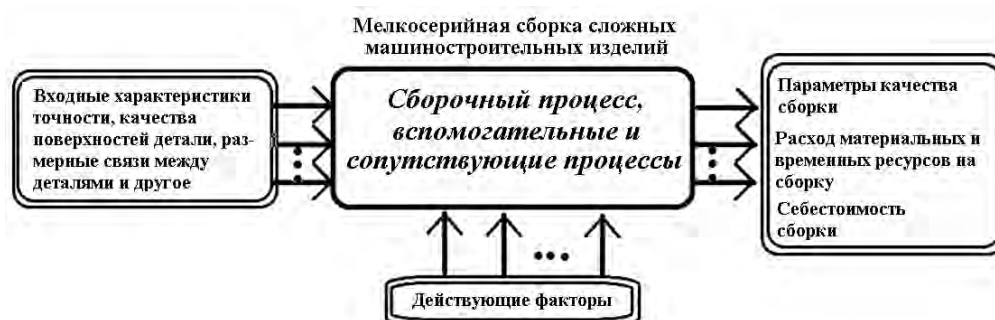 Мелкосерийная сборка сложных
машиностроительных изделий
Входные характеристики
точности, качества
поверхностей детали, раз-
мерные связи между
деталями и другое
Сборочный процесс,
вспомогательные и
сопутствующие процессы
Параметры качества
сборки
Расход материальных и
временных ресурсов на
сборку
Себестоимость
сборки
Действующие факторы